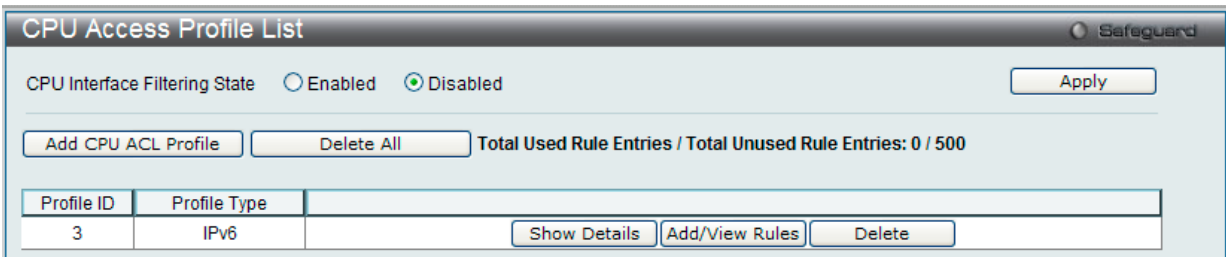 CPU Access Profile List
Safeguard
CPU Interface Filtering State Enabled Disabled Apply
Add CPU ACL Profile Delete All Total Used Rule Entries / Total Unused Rule Entries: 0 / 500
Profile ID Profile Type
3 IPv6 Show Details Add/View Rules Delete